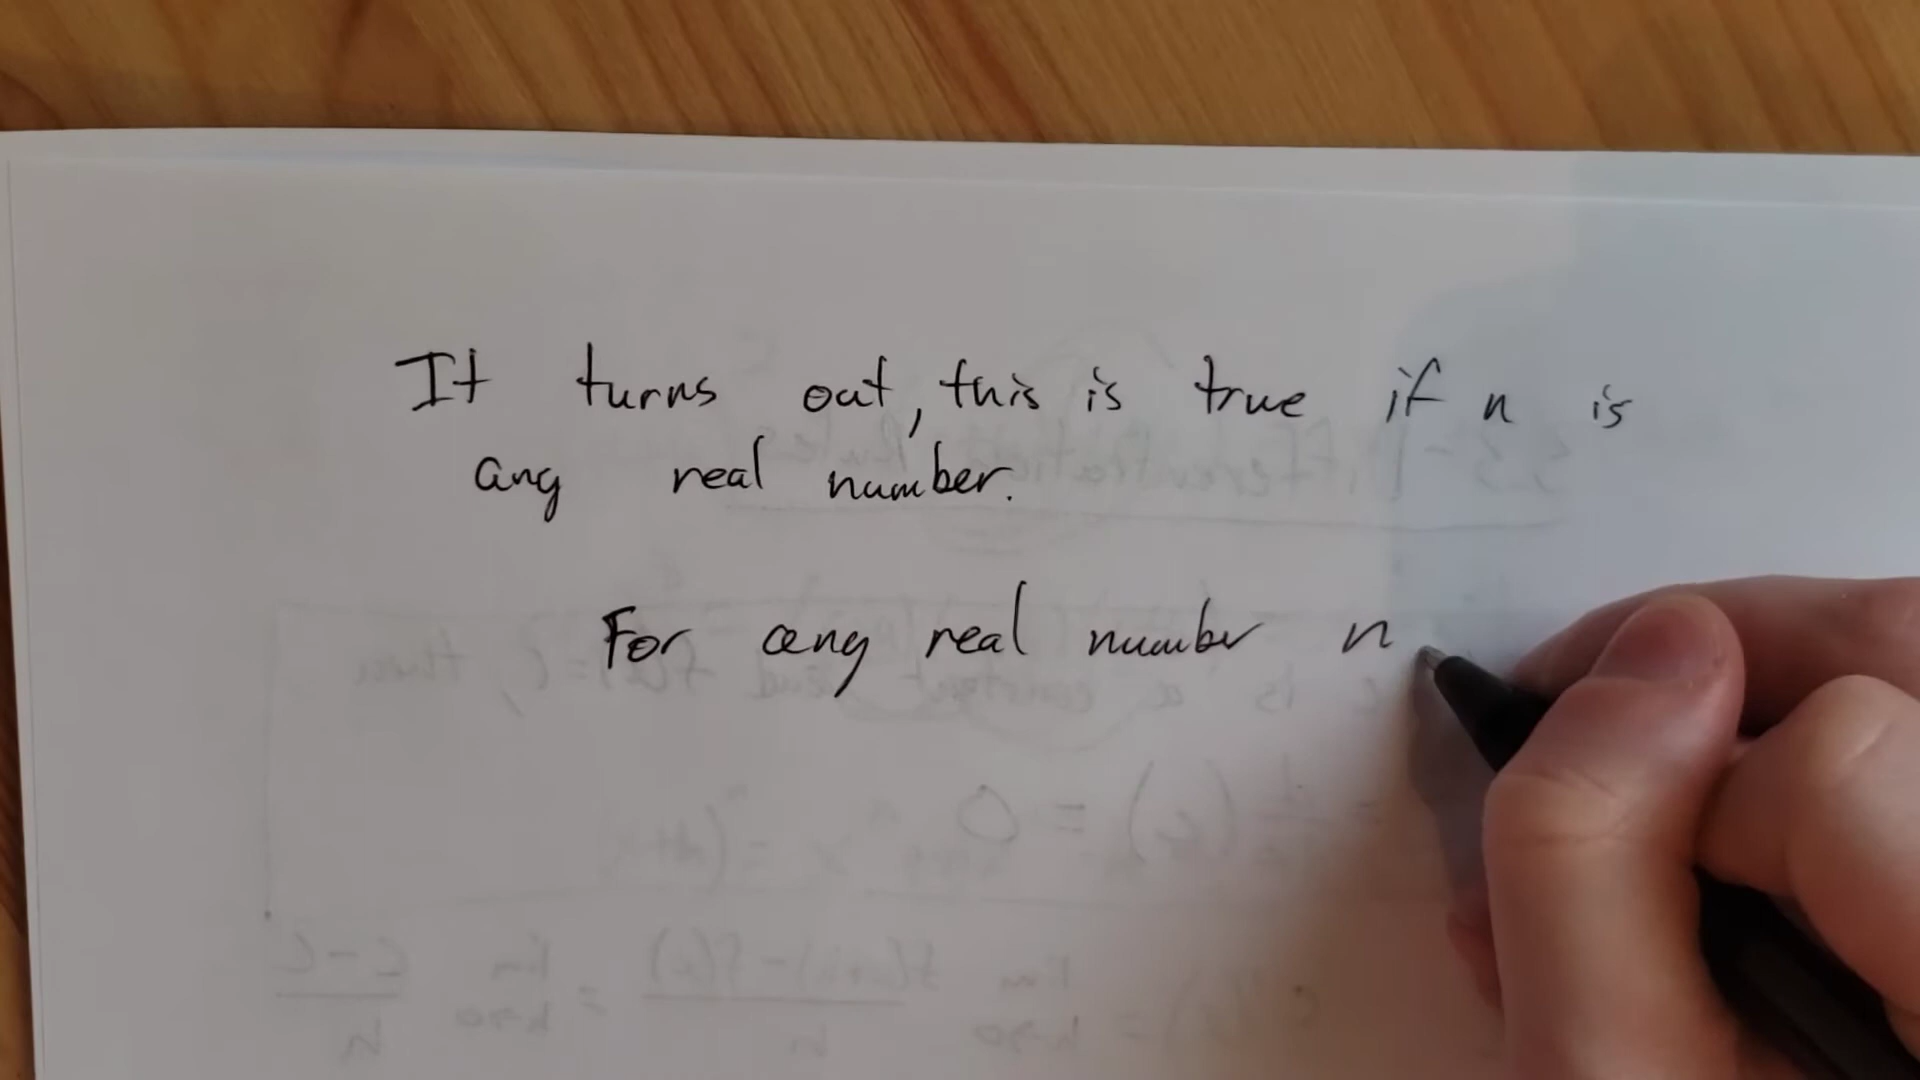 It turns out, this is true if n is
any real number.
For any real number n